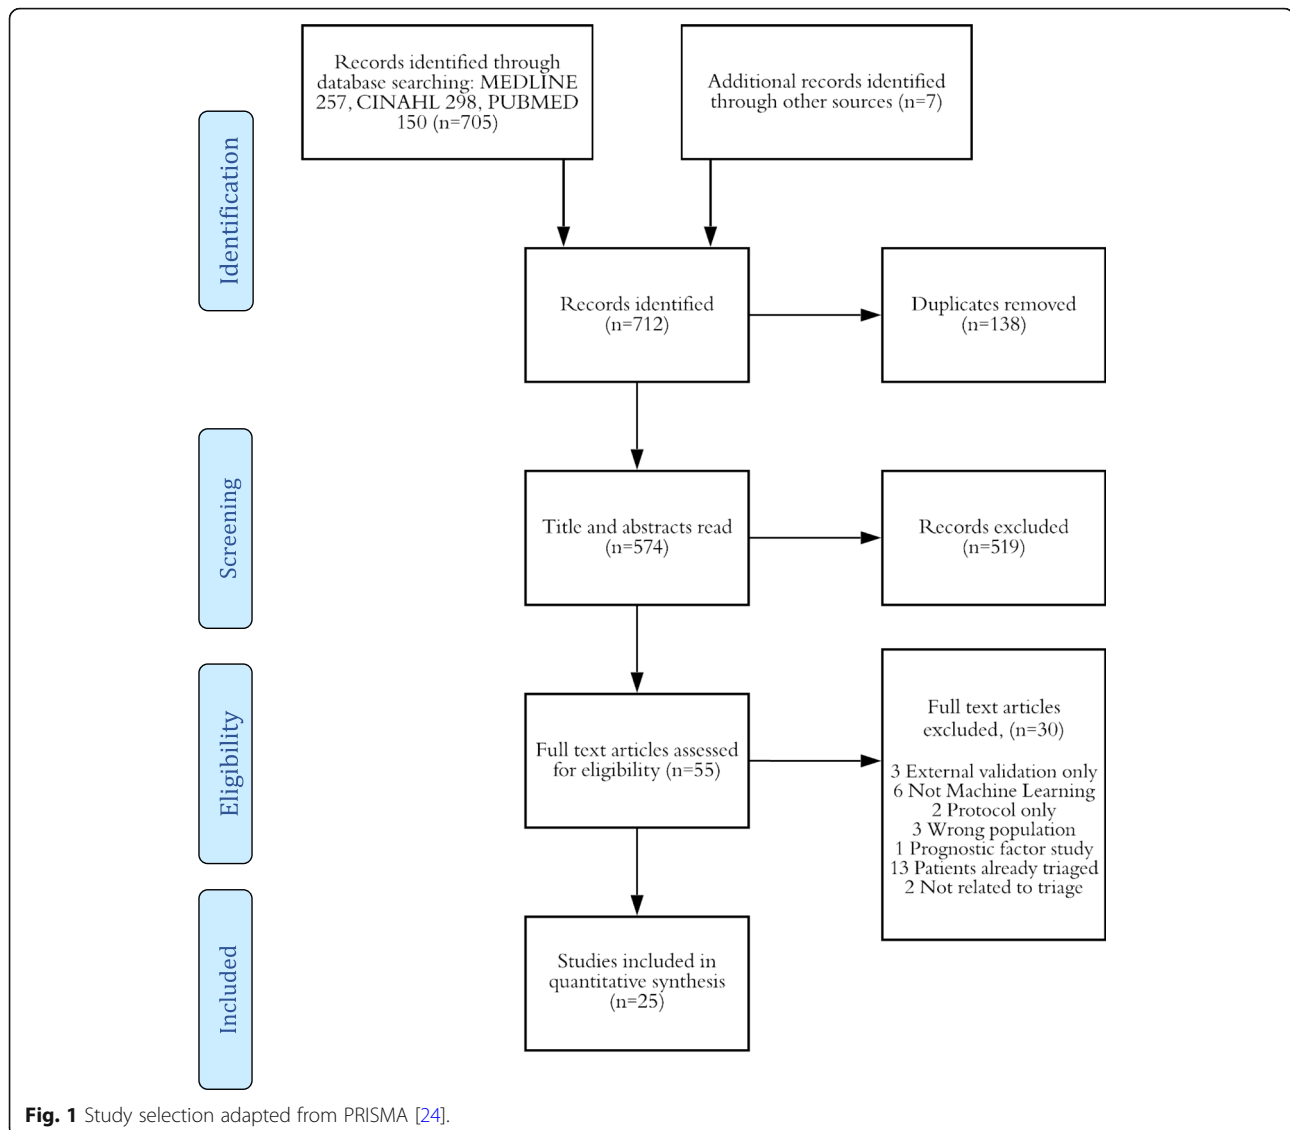 Records identified through
database searching: MEDLINE
257, CINAHL 298, PUBMED
150 (n=705)
Additional records identified
through other sources (n=7)
Identification
Records identified
(n=712)
Duplicates removed
(n=138)
Screening
Title and abstracts read
(n=574)
Records excluded
(n=519)
Eligibility
Full text articles assessed
for eligibility (n=55)
Full text articles
excluded, (n=30)
3 External validation only
6 Not Machine Learning
2 Protocol only
3 Wrong population
1 Prognostic factor study
13 Patients already triaged
2 Not related to triage
Included
Studies included in
quantitative synthesis
(n=25)
Fig. 1 Study selection adapted from PRISMA [24].